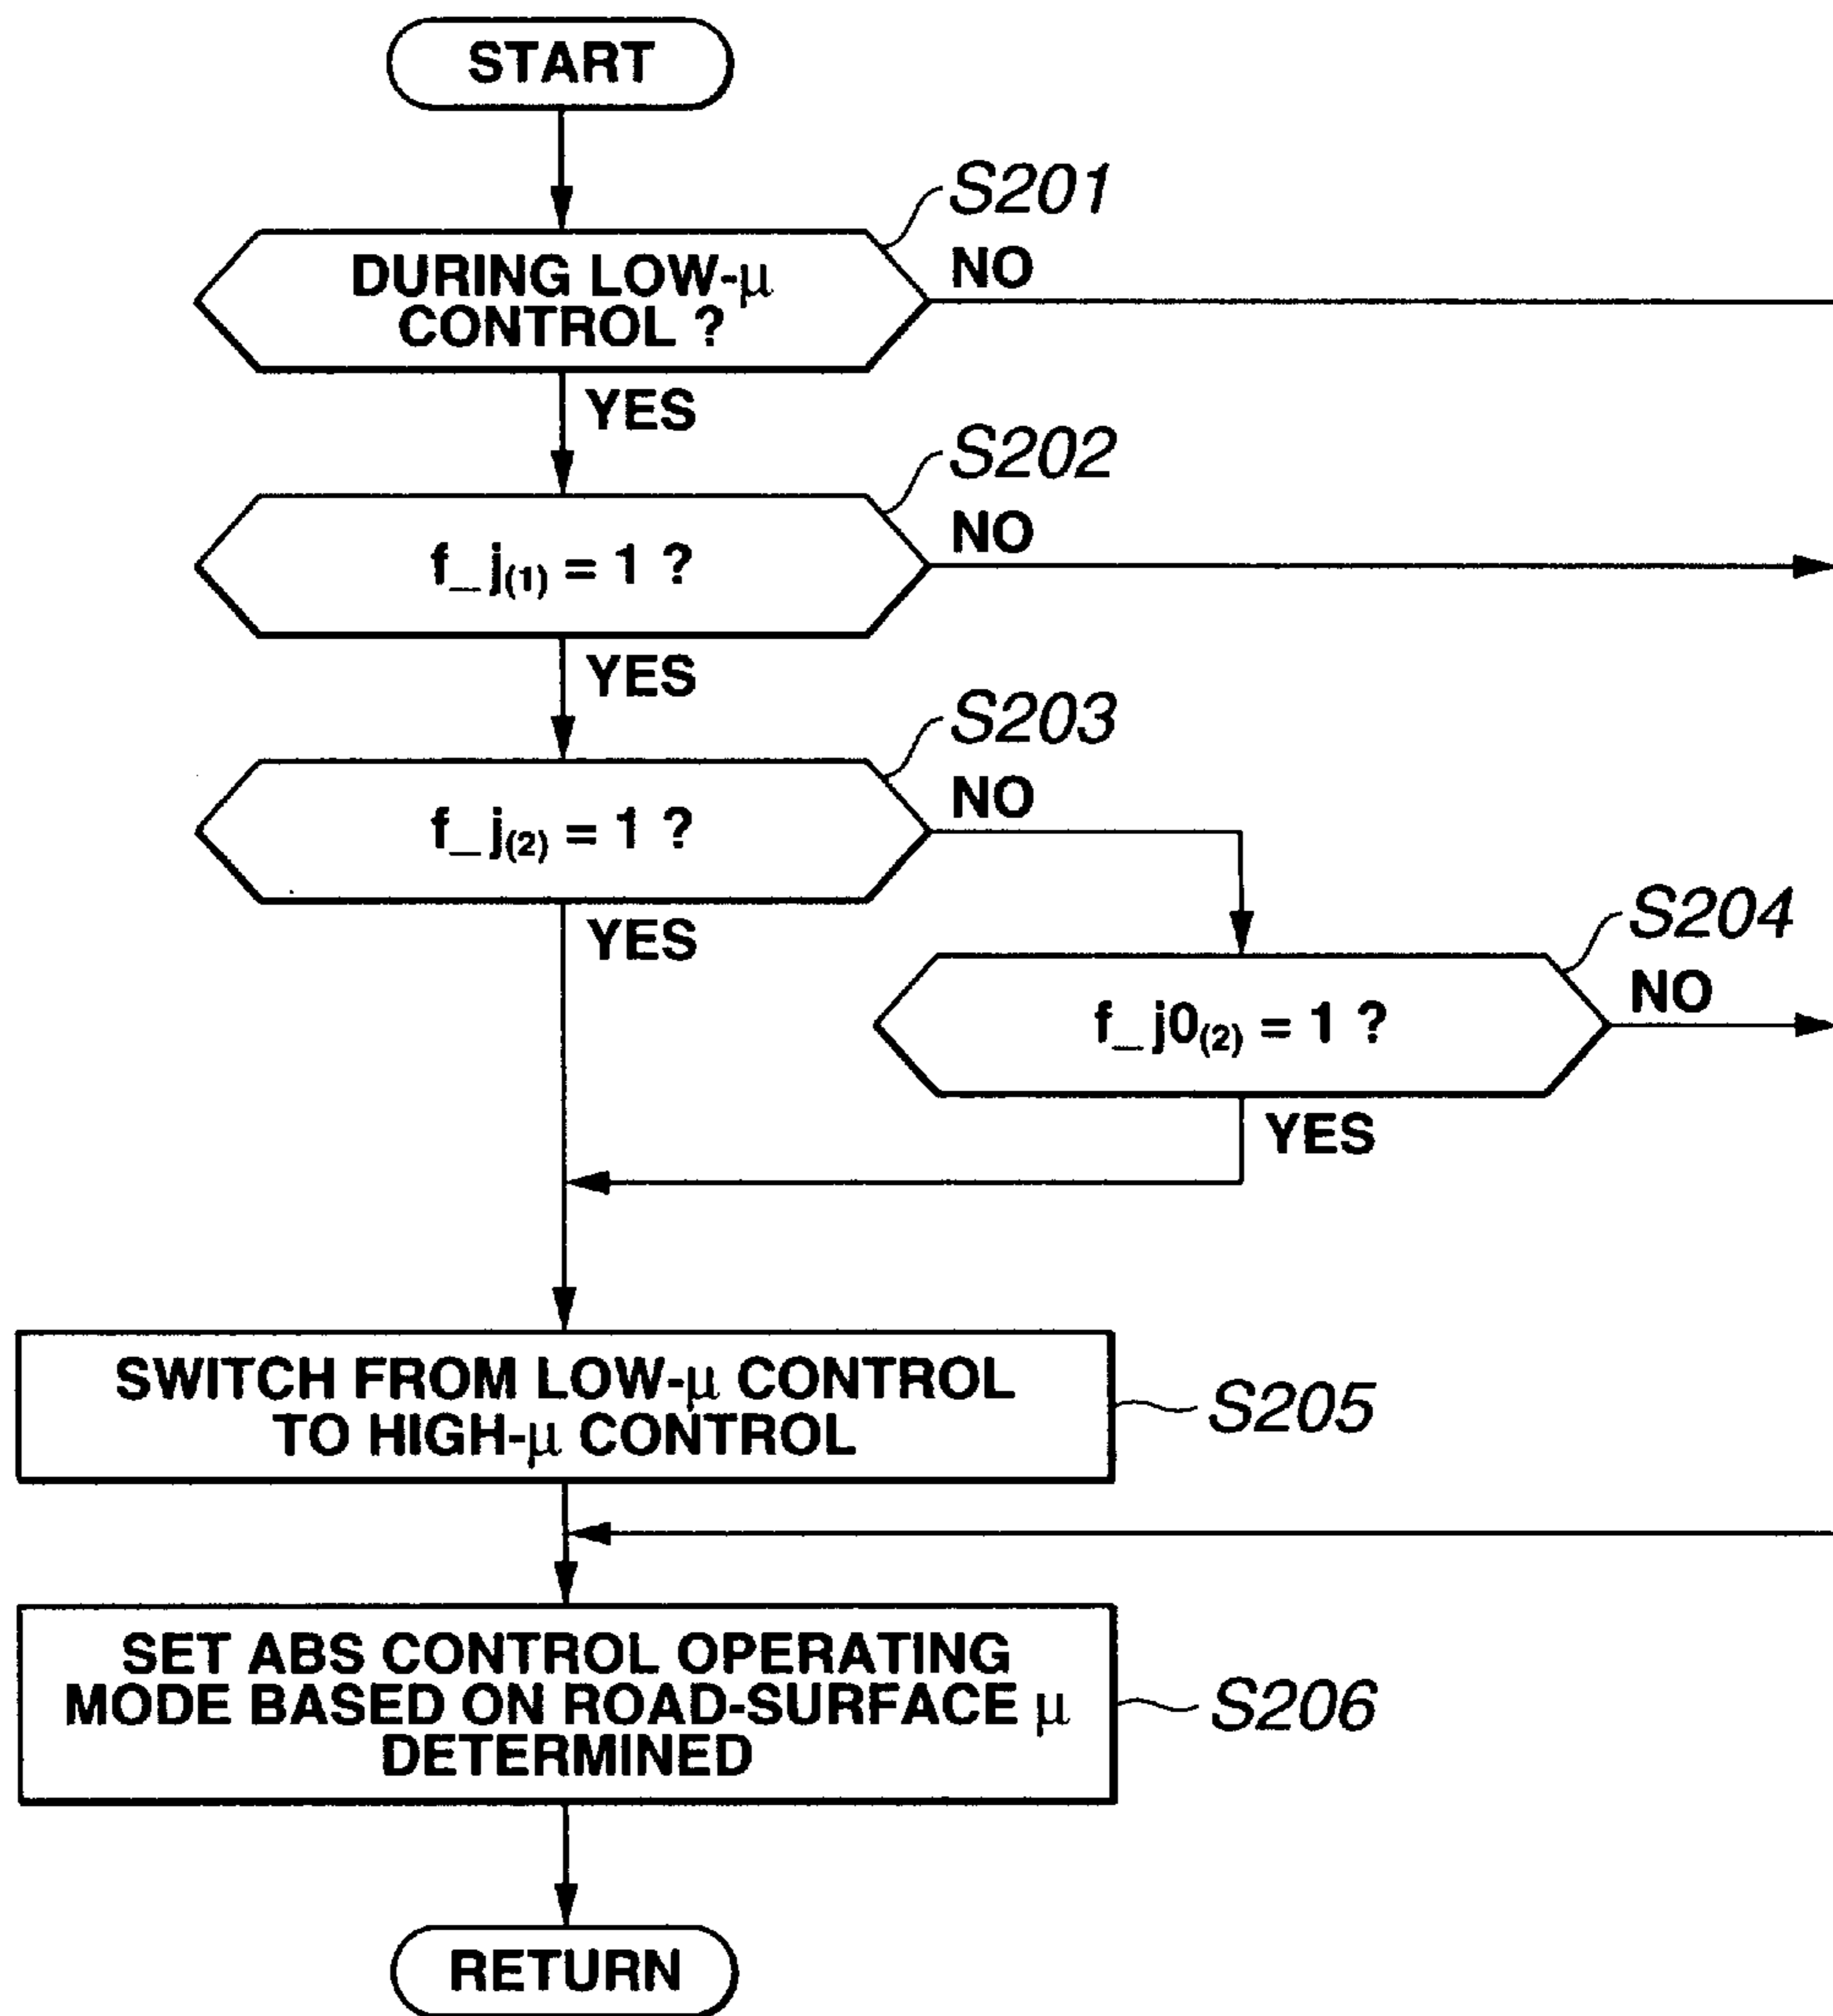 START
S201
DURING LOW-μ
CONTROL ?
NO
YES
S202
f_j(1) = 1 ?
NO
YES
S203
f_j(2) = 1 ?
NO
YES
S204
f_j0(2) = 1 ?
NO
YES
SWITCH FROM LOW-μ CONTROL
TO HIGH-μ CONTROL
S205
SET ABS CONTROL OPERATING
MODE BASED ON ROAD-SURFACE μ
DETERMINED
S206
RETURN